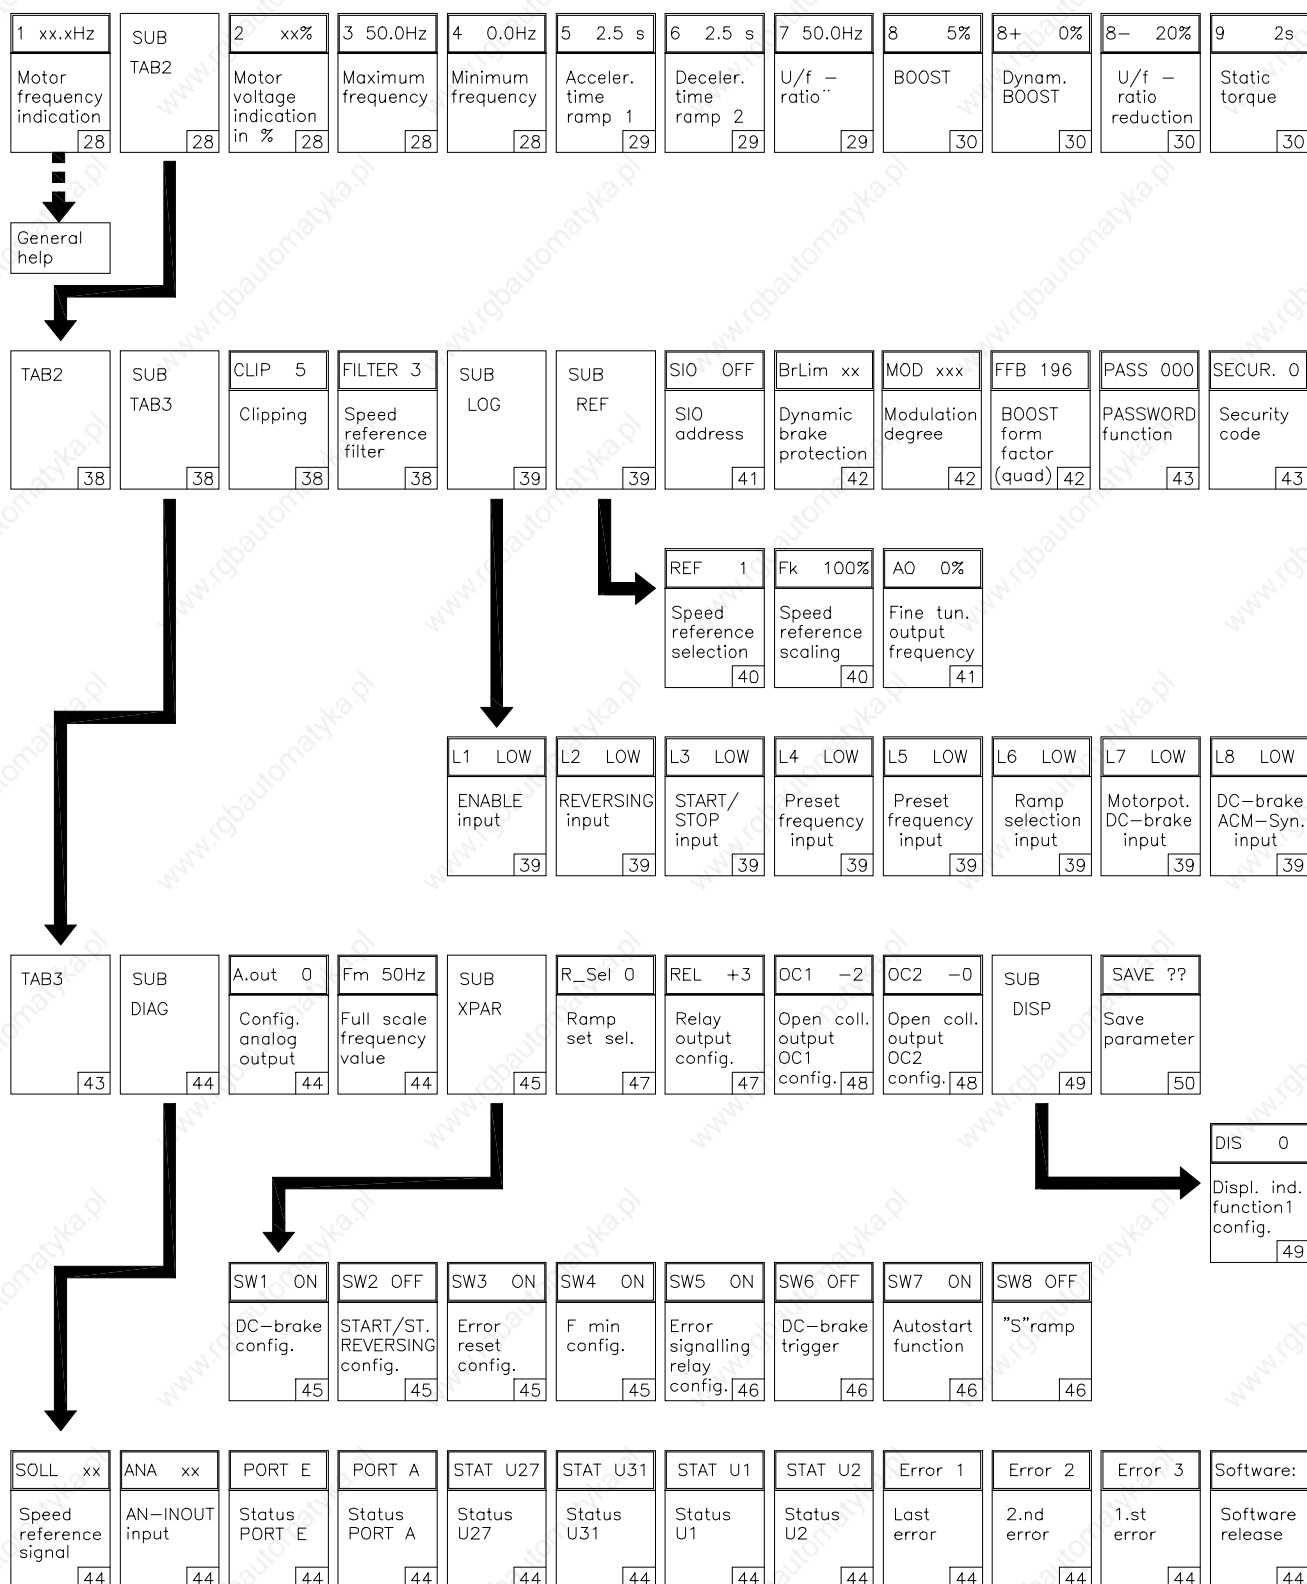 1 xx.xHz
Motor
frequency
indication
28
SUB
TAB2
28
2 xx%
Motor
voltage
indication
in %
28
3 50.0Hz
Maximum
frequency
28
4 0.0Hz
Minimum
frequency
28
5 2.5 s
Acceler.
time
ramp 1
29
6 2.5 s
Deceler.
time
ramp 2
29
7 50.0Hz
U/f –
ratio¨
29
8 5%
BOOST
30
8+ 0%
Dynam.
BOOST
30
8– 20%
U/f –
ratio
reduction
30
9 2s
Static
torque
30
General
help
TAB2
38
SUB
TAB3
38
CLIP 5
Clipping
38
FILTER 3
Speed
reference
filter
38
SUB
LOG
39
SUB
REF
39
SIO OFF
SIO
address
41
BrLim xx
Dynamic
brake
protection
42
MOD xxx
Modulation
degree
42
FFB 196
BOOST
form
factor
(quad)
42
PASS 000
PASSWORD
function
43
SECUR. 0
Security
code
43
REF 1
Speed
reference
selection
40
Fk 100%
Speed
reference
scaling
40
AO 0%
Fine tun.
output
frequency
41
L1 LOW
ENABLE
input
39
L2 LOW
REVERSING
input
39
L3 LOW
START/
STOP
input
39
L4 LOW
Preset
frequency
input
39
L5 LOW
Preset
frequency
input
39
L6 LOW
Ramp
selection
input
39
L7 LOW
Motorpot.
DC–brake
input
39
L8 LOW
DC–brake
ACM–Syn.
input
39
TAB3
43
SUB
DIAG
44
A.out 0
Config.
analog
output
44
Fm 50Hz
Full scale
frequency
value
44
SUB
XPAR
45
R_Sel 0
Ramp
set sel.
47
REL +3
Relay
output
config.
47
OC1 –2
Open coll.
output
OC1
config.
48
OC2 –0
Open coll.
output
OC2
config.
48
SUB
DISP
49
SAVE ??
Save
parameter
50
DIS 0
Displ. ind.
function1
config.
49
SW1 ON
DC–brake
config.
45
SW2 OFF
START/ST.
REVERSING
config.
45
SW3 ON
Error
reset
config.
45
SW4 ON
F min
config.
45
SW5 ON
Error
signalling
relay
config.
46
SW6 OFF
DC–brake
trigger
46
SW7 ON
Autostart
function
46
SW8 OFF
"S"ramp
46
SOLL xx
Speed
reference
signal
44
ANA xx
AN–INOUT
input
44
PORT E
Status
PORT E
44
PORT A
Status
PORT A
44
STAT U27
Status
U27
44
STAT U31
Status
U31
44
STAT U1
Status
U1
44
STAT U2
Status
U2
44
Error 1
Last
error
44
Error 2
2.nd
error
44
Error 3
1.st
error
44
Software:
Software
release
44
www.rgbautomatyka.pl